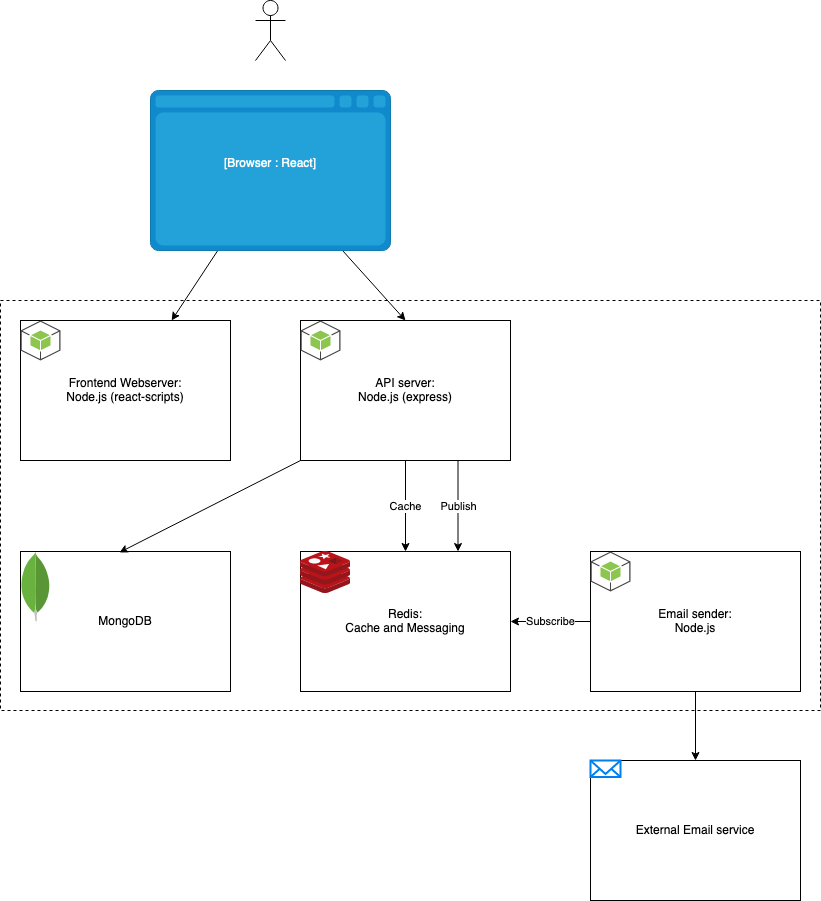 [Browser : React]
Frontend Webserver:
Node.js (react-scripts)
API server:
Node.js (express)
Cache
Publish
MongoDB
Redis:
Cache and Messaging
Subscribe
Email sender:
Node.js
External Email service